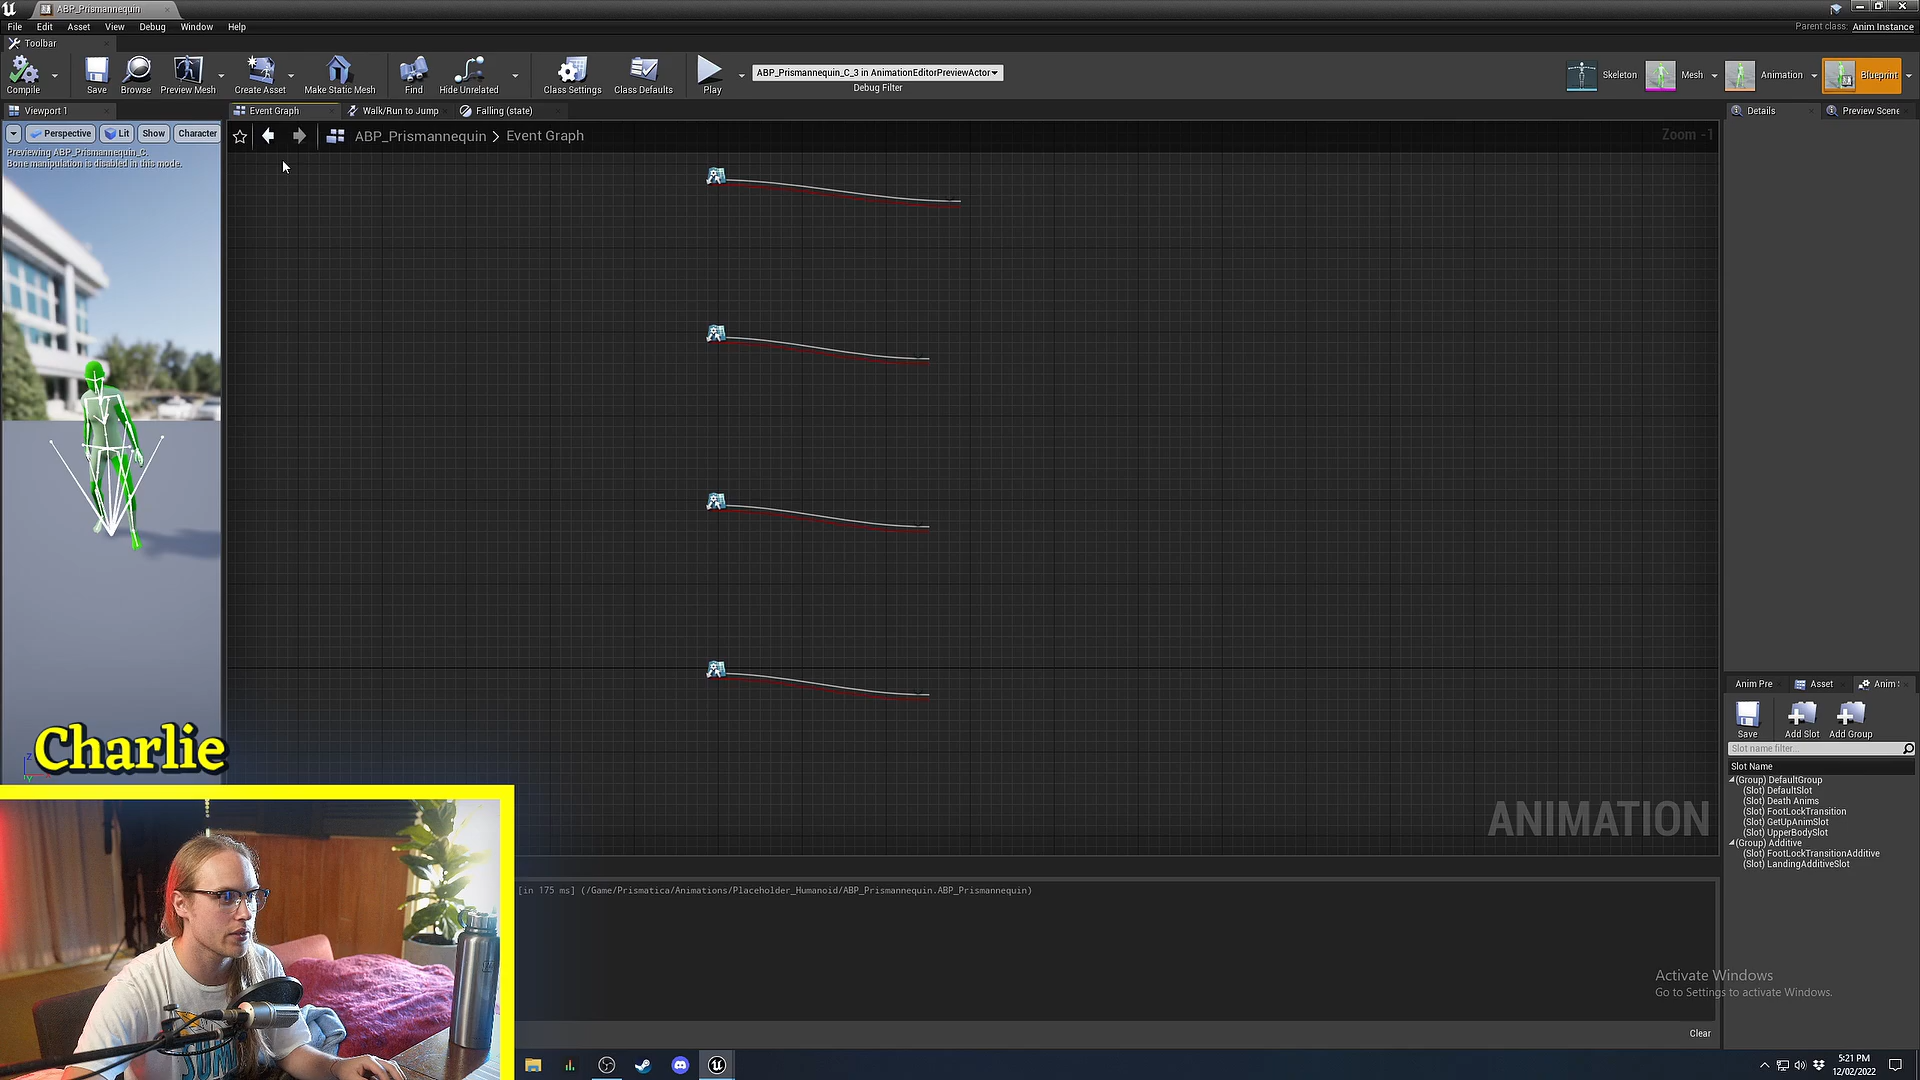 ABP_Prismannequin
File Edit Asset View Debug Window Help
Parent class: Anim Instance
Toolbar
Compile Save Browse Preview Mesh Create Asset Make Static Mesh Find Hide Unrelated Class Settings Class Defaults Play
ABP_Prismannequin_C_3 in AnimationEditorPreviewActor
Debug Filter
Skeleton Mesh Animation Blueprint
Viewport 1
Event Graph Walk/Run to Jump Falling (state)
Details Preview Scene
Perspective Lit Show Character
ABP_Prismannequin > Event Graph
Zoom -1
Previewing ABP_Prismannequin_C.
Bone manipulation is disabled in this mode.
ANIMATION
Anim Pre Asset Anim
Save Add Slot Add Group
Slot name filter...
Slot Name
(Group) DefaultGroup
(Slot) DefaultSlot
(Slot) Death Anims
(Slot) FootLockTransition
(Slot) GetUpAnimSlot
(Slot) UpperBodySlot
(Group) Additive
(Slot) FootLockTransitionAdditive
(Slot) LandingAdditiveSlot
Charlie
[in 175 ms] (/Game/Prismatica/Animations/Placeholder_Humanoid/ABP_Prismannequin.ABP_Prismannequin)
Activate Windows
Go to Settings to activate Windows.
Clear
5:21 PM
12/02/2022